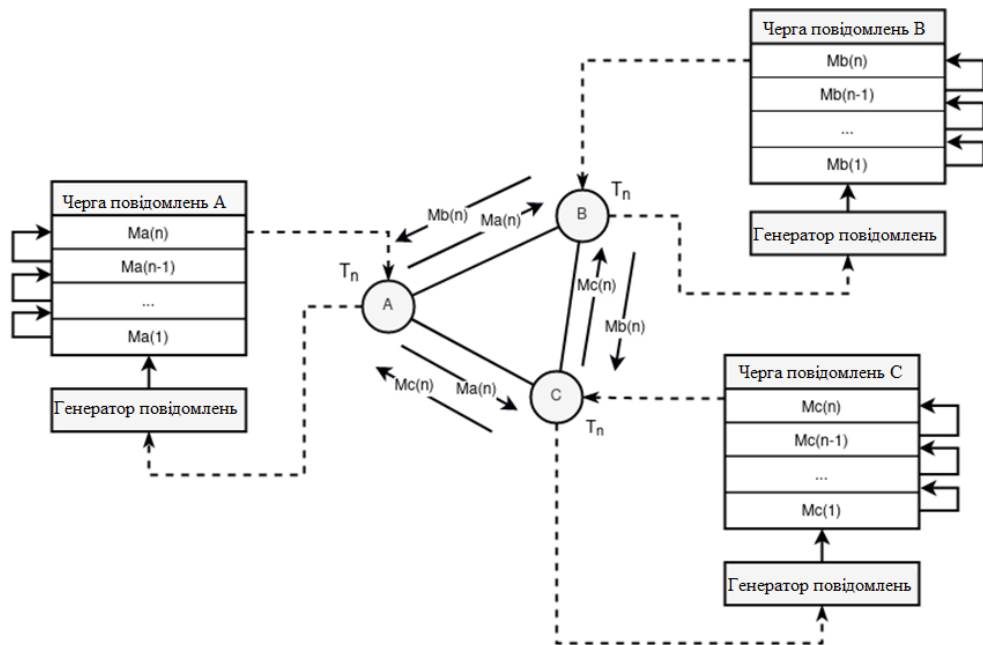 Черга повідомлень B
Mb(n)
Mb(n-1)
...
Mb(1)
Генератор повідомлень
Черга повідомлень A
Ma(n)
Ma(n-1)
...
Ma(1)
Генератор повідомлень
Tn
B
Mb(n)
Ma(n)
Tn
A
Mc(n)
Mb(n)
Mc(n)
Ma(n)
C
Tn
Черга повідомлень C
Mc(n)
Mc(n-1)
...
Mc(1)
Генератор повідомлень